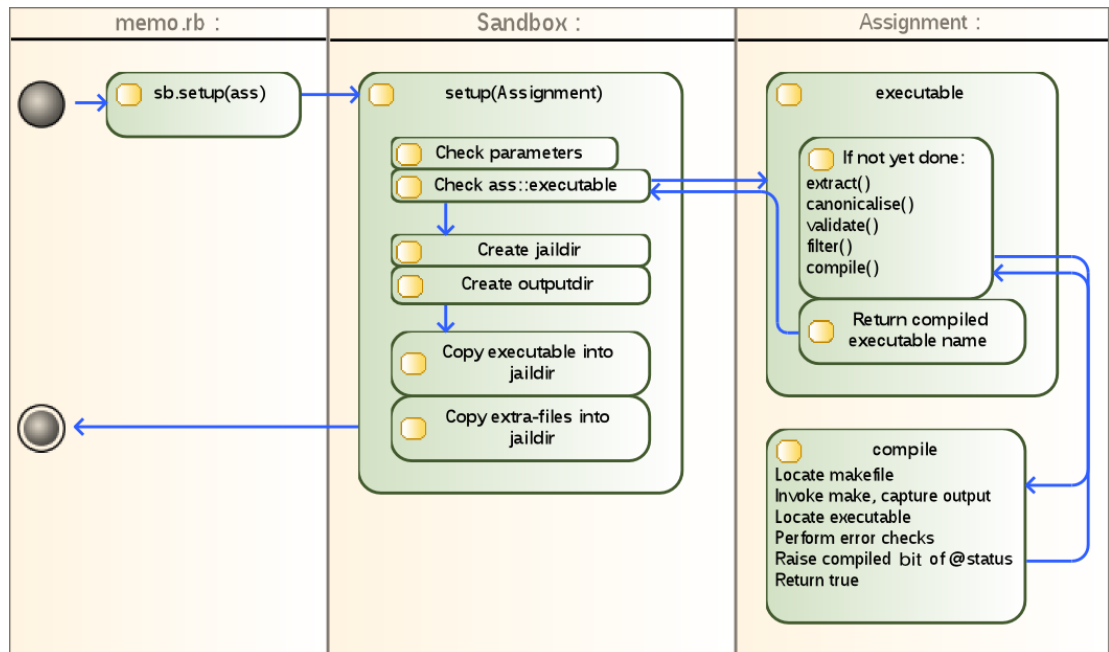 memo.rb :
Sandbox :
Assignment :
sb.setup(ass)
setup(Assignment)
Check parameters
Check ass::executable
Create jaildir
Create outputdir
Copy executable into
jaildir
Copy extra-files into
jaildir
executable
If not yet done:
extract()
canonicalise()
validate()
filter()
compile()
Return compiled
executable name
compile
Locate makefile
Invoke make, capture output
Locate executable
Perform error checks
Raise compiled bit of @status
Return true